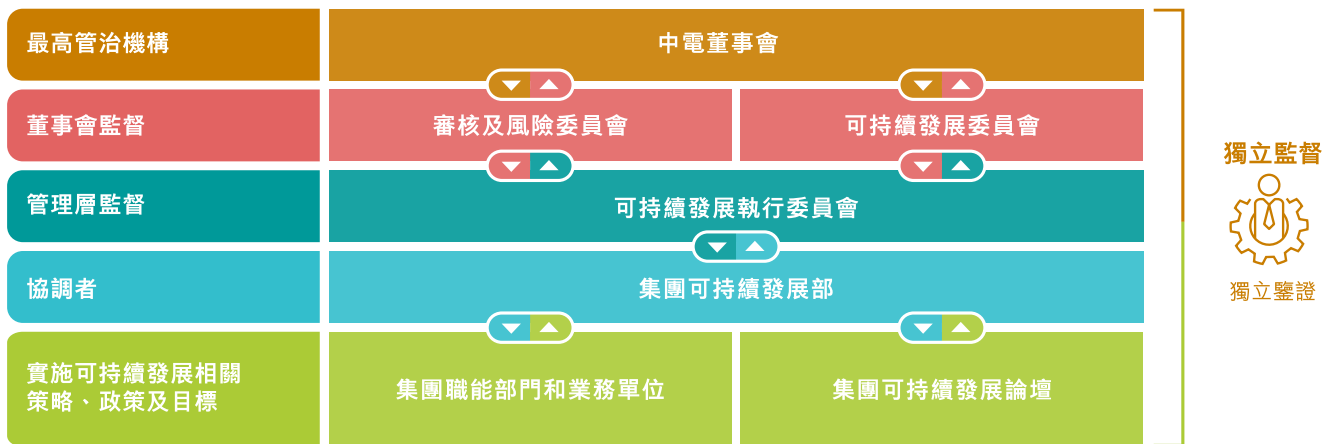 最高管治機構
中電董事會
董事會監督
審核及風險委員會
可持續發展委員會
管理層監督
可持續發展執行委員會
協調者
集團可持續發展部
實施可持續發展相關
策略、政策及目標
集團職能部門和業務單位
集團可持續發展論壇
獨立監督
獨立鑒證